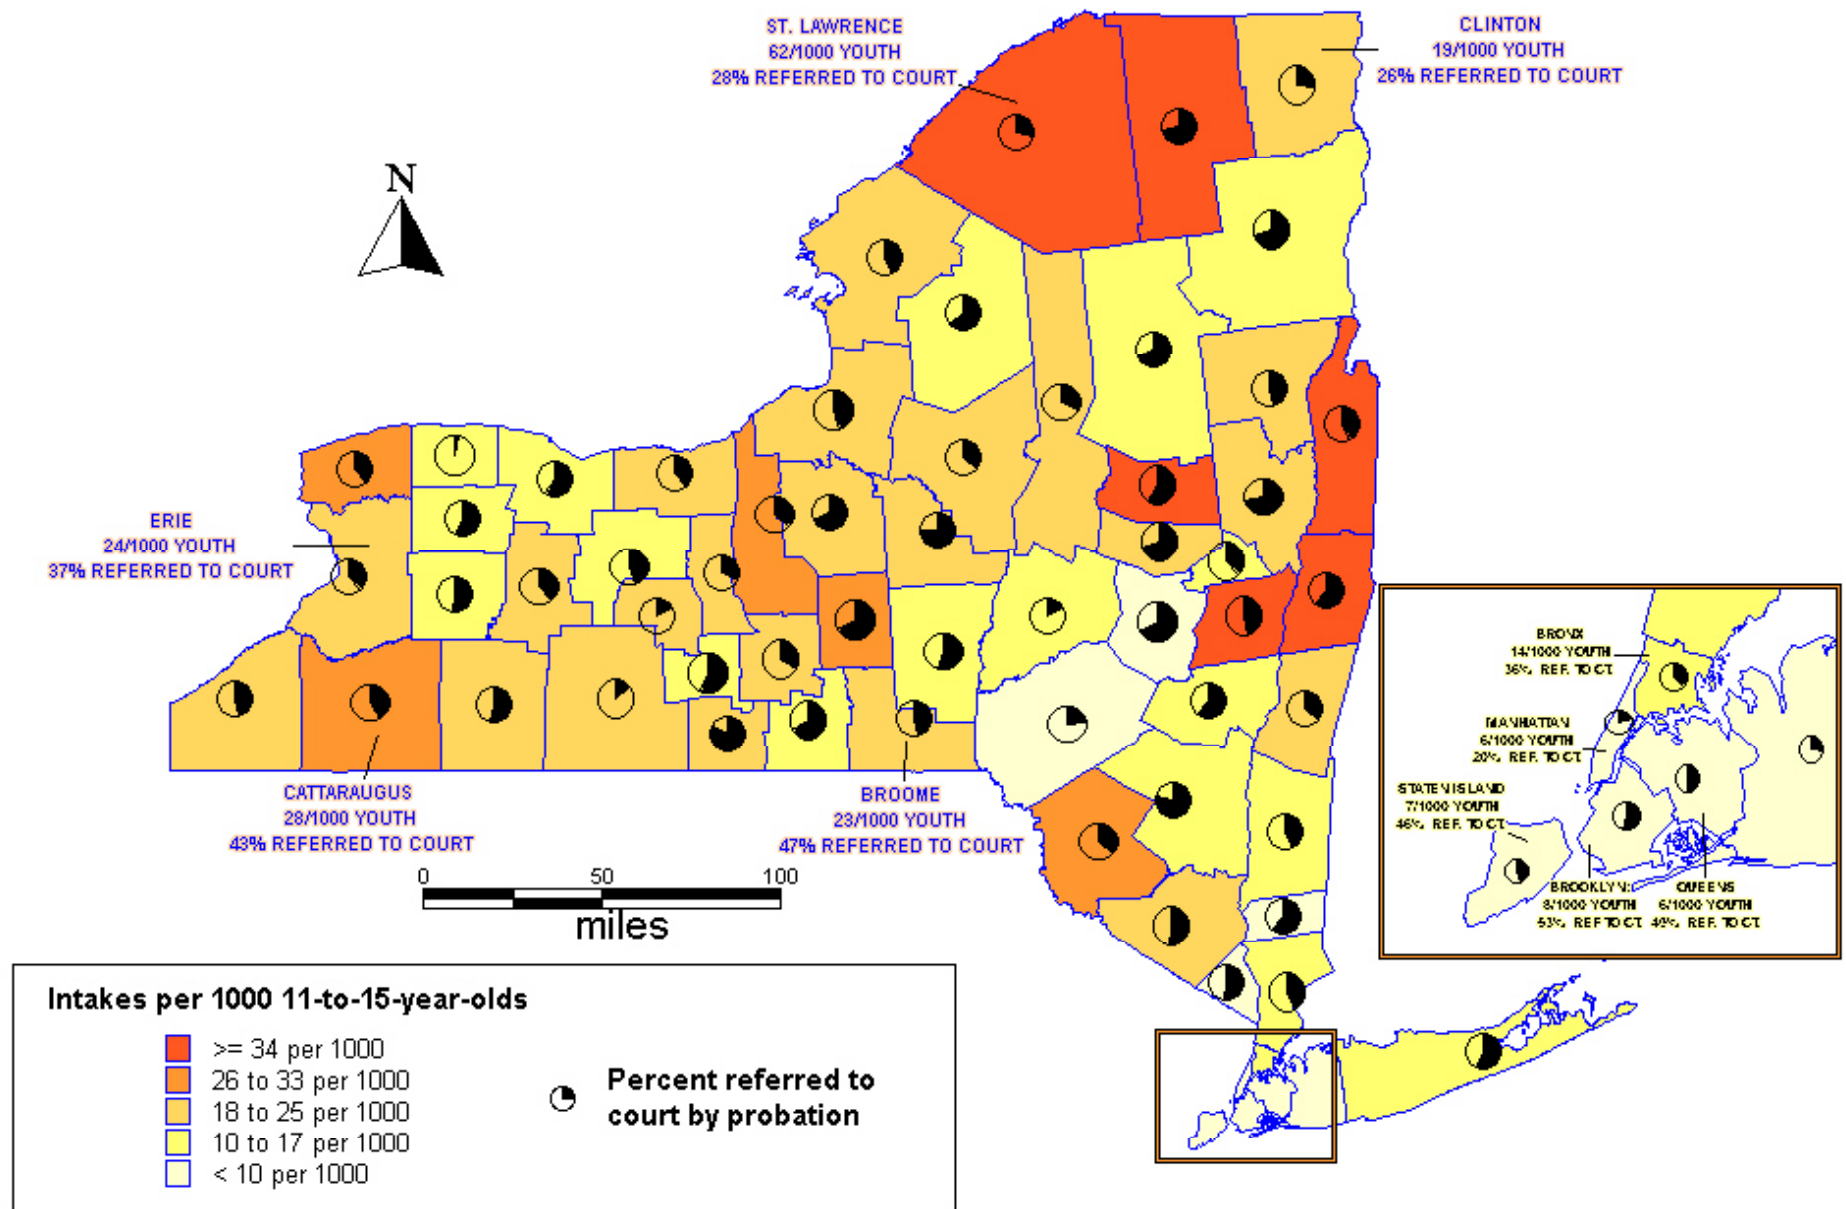 ST. LAWRENCE
62/1000 YOUTH
28% REFERRED TO COURT
CLINTON
19/1000 YOUTH
26% REFERRED TO COURT
N
ERIE
24/1000 YOUTH
37% REFERRED TO COURT
BRONX
14/1000 YOUTH
36% REF. TO CT.
MANHATTAN
6/1000 YOUTH
20% REF. TO CT.
STATEN ISLAND
7/1000 YOUTH
46% REF. TO CT.
BROOKLYN:
8/1000 YOUTH
53% REF TO CT.
QUEENS
6/1000 YOUTH
49% REF. TO CT.
CATTARAUGUS
28/1000 YOUTH
43% REFERRED TO COURT
BROOME
23/1000 YOUTH
47% REFERRED TO COURT
0 50 100
miles
Intakes per 1000 11-to-15-year-olds
>= 34 per 1000
26 to 33 per 1000
18 to 25 per 1000
10 to 17 per 1000
< 10 per 1000
Percent referred to
court by probation